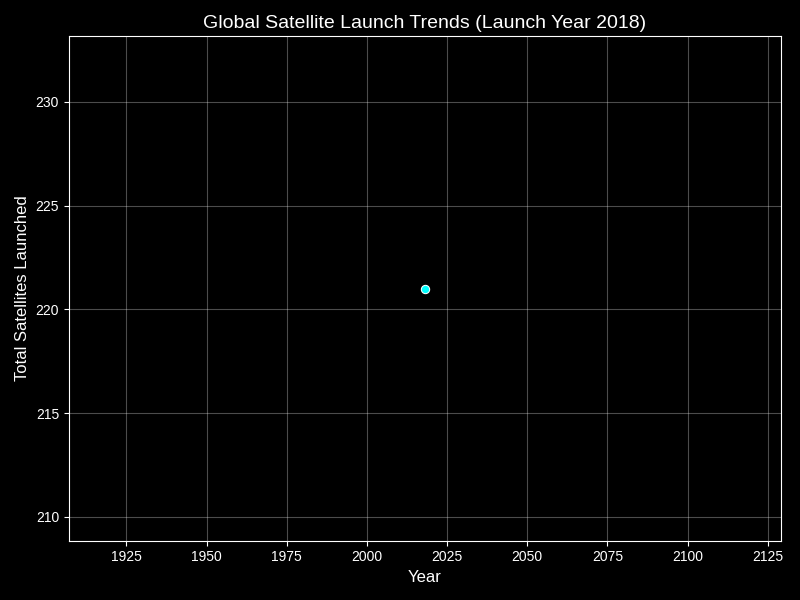 Global Satellite Launch Trends (Launch Year 2018)
Total Satellites Launched
230
225
220
215
210
1925 1950 1975 2000 2025 2050 2075 2100 2125
Year